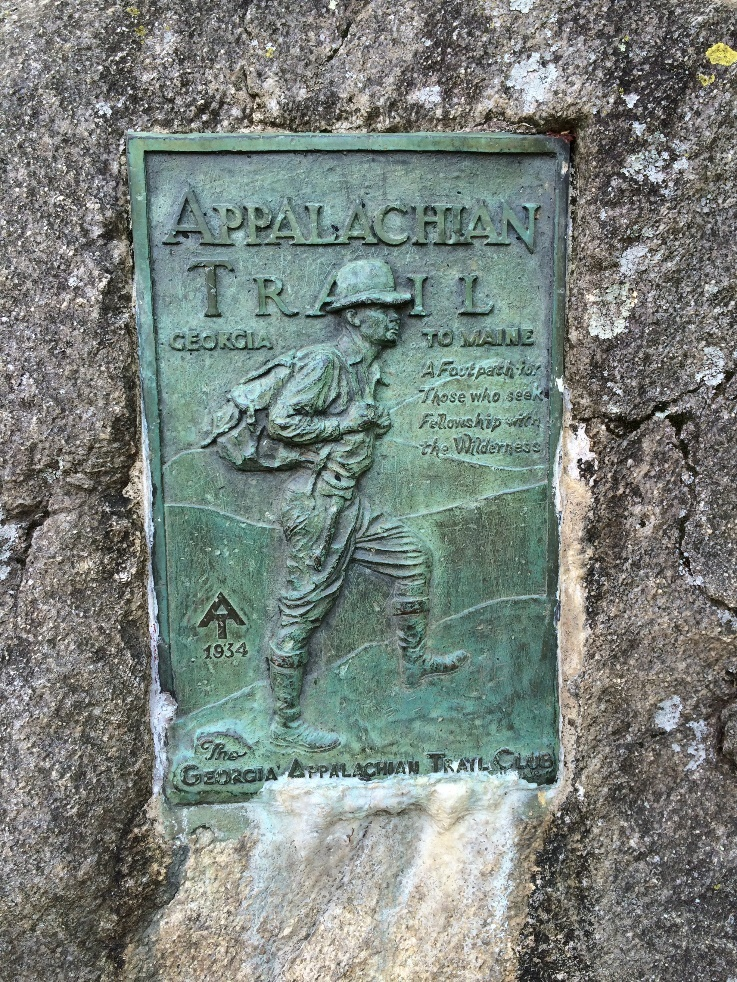 APPALACHIAN
TRAIL
GEORGIA TO MAINE
A Footpath for
Those who seek
Fellowship with
the Wilderness
AT
1934
The
GEORGIA APPALACHIAN TRAIL CLUB